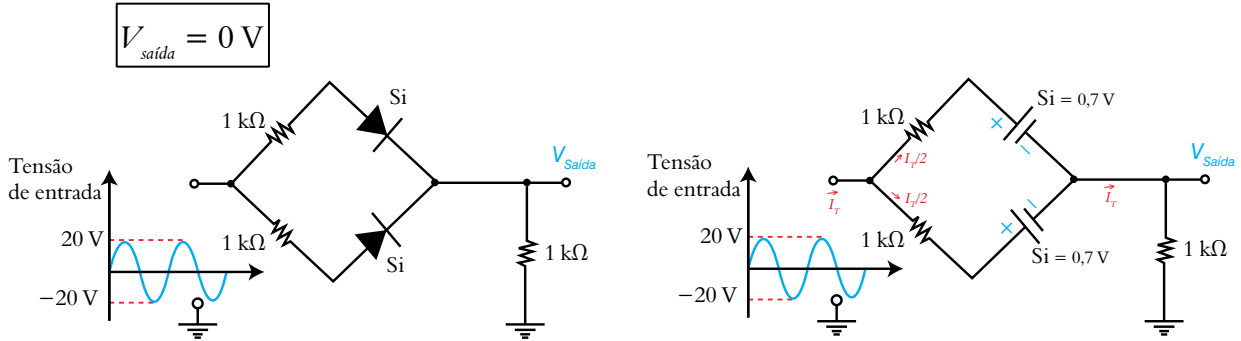 V_saída = 0 V
Si
1 kΩ
Tensão
de entrada
V_Saída
1 kΩ
20 V
Si
1 kΩ
−20 V
Si = 0,7 V
1 kΩ
+
−
Tensão
de entrada
I_T/2
V_Saída
I_T
I_T/2
I_T
−
+
1 kΩ
20 V
Si = 0,7 V
1 kΩ
−20 V